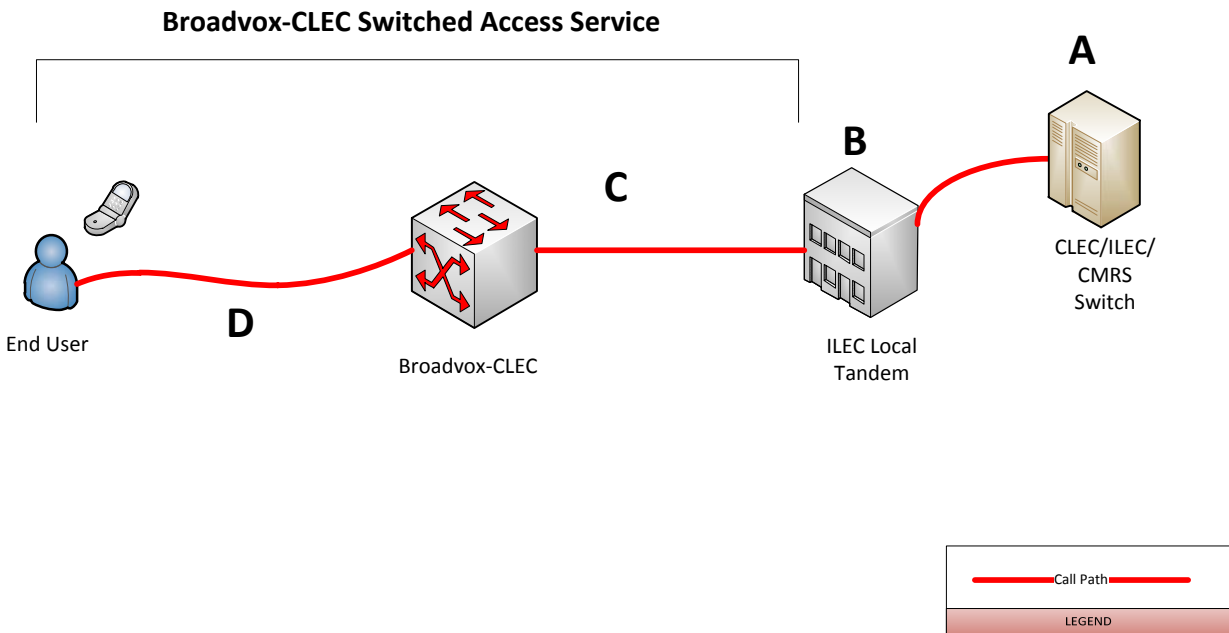 Broadvox-CLEC Switched Access Service
A
B
C
CLEC/ILEC/
CMRS
Switch
D
End User
ILEC Local
Tandem
Broadvox-CLEC
Call Path
LEGEND